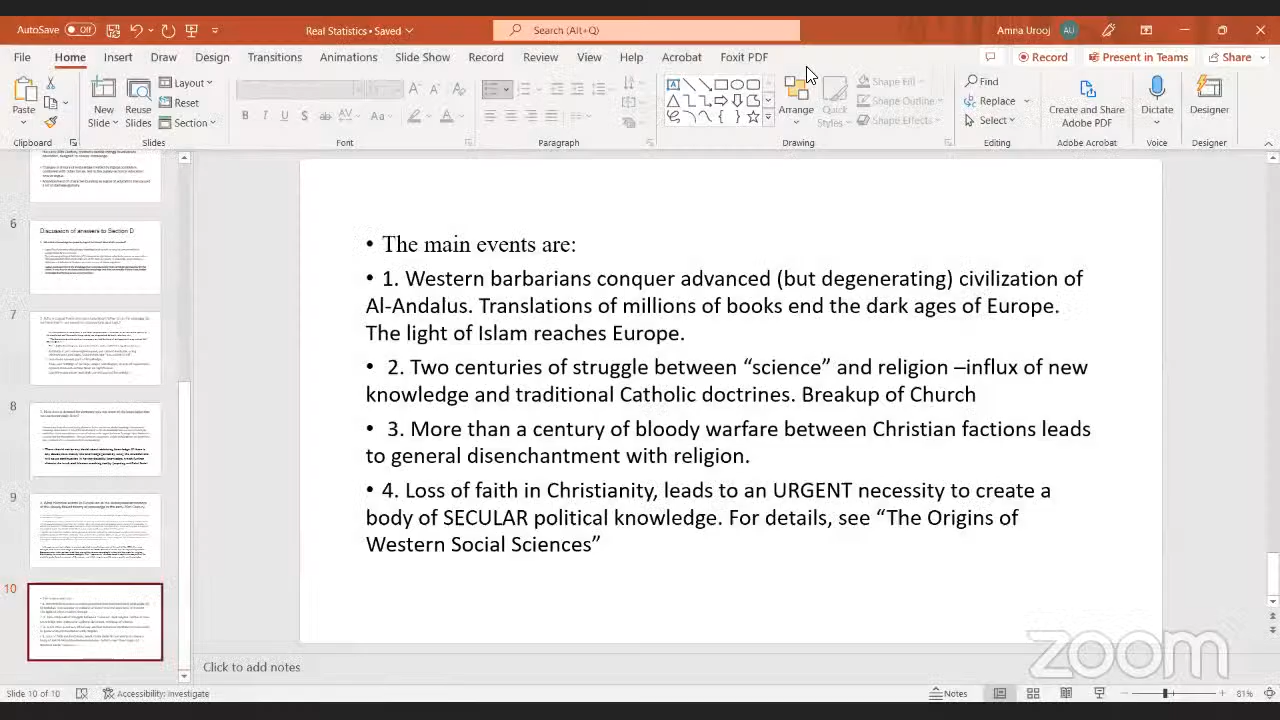 AutoSave Off
Real Statistics • Saved
Search (Alt+Q)
Amna Urooj AU
File Home Insert Draw Design Transitions Animations Slide Show Record Review View Help Acrobat Foxit PDF
Record Present in Teams Share
Paste
New Slide
Reuse Slides
Layout
Reset
Section
B I U S ab AV Aa A
Arrange
Quick Styles
Shape Fill
Shape Outline
Shape Effects
Find
Replace
Select
Create and Share Adobe PDF
Dictate
Designer
Clipboard Slides Font Paragraph Drawing Editing Adobe Acrobat Voice Designer
6
Discussion of answers to Section D
7
8
9
10
• The main events are:
• 1. Western barbarians conquer advanced (but degenerating) civilization of
Al-Andalus. Translations of millions of books end the dark ages of Europe.
The light of Islam reaches Europe.
• 2. Two centuries of struggle between “science” and religion –influx of new
knowledge and traditional Catholic doctrines. Breakup of Church
• 3. More than a century of bloody warfare between Christian factions leads
to general disenchantment with religion.
• 4. Loss of faith in Christianity, leads to an URGENT necessity to create a
body of SECULAR political knowledge. For details, see “The Origins of
Western Social Sciences”
zoom
Click to add notes
Slide 10 of 10
Accessibility: Investigate
Notes
81%